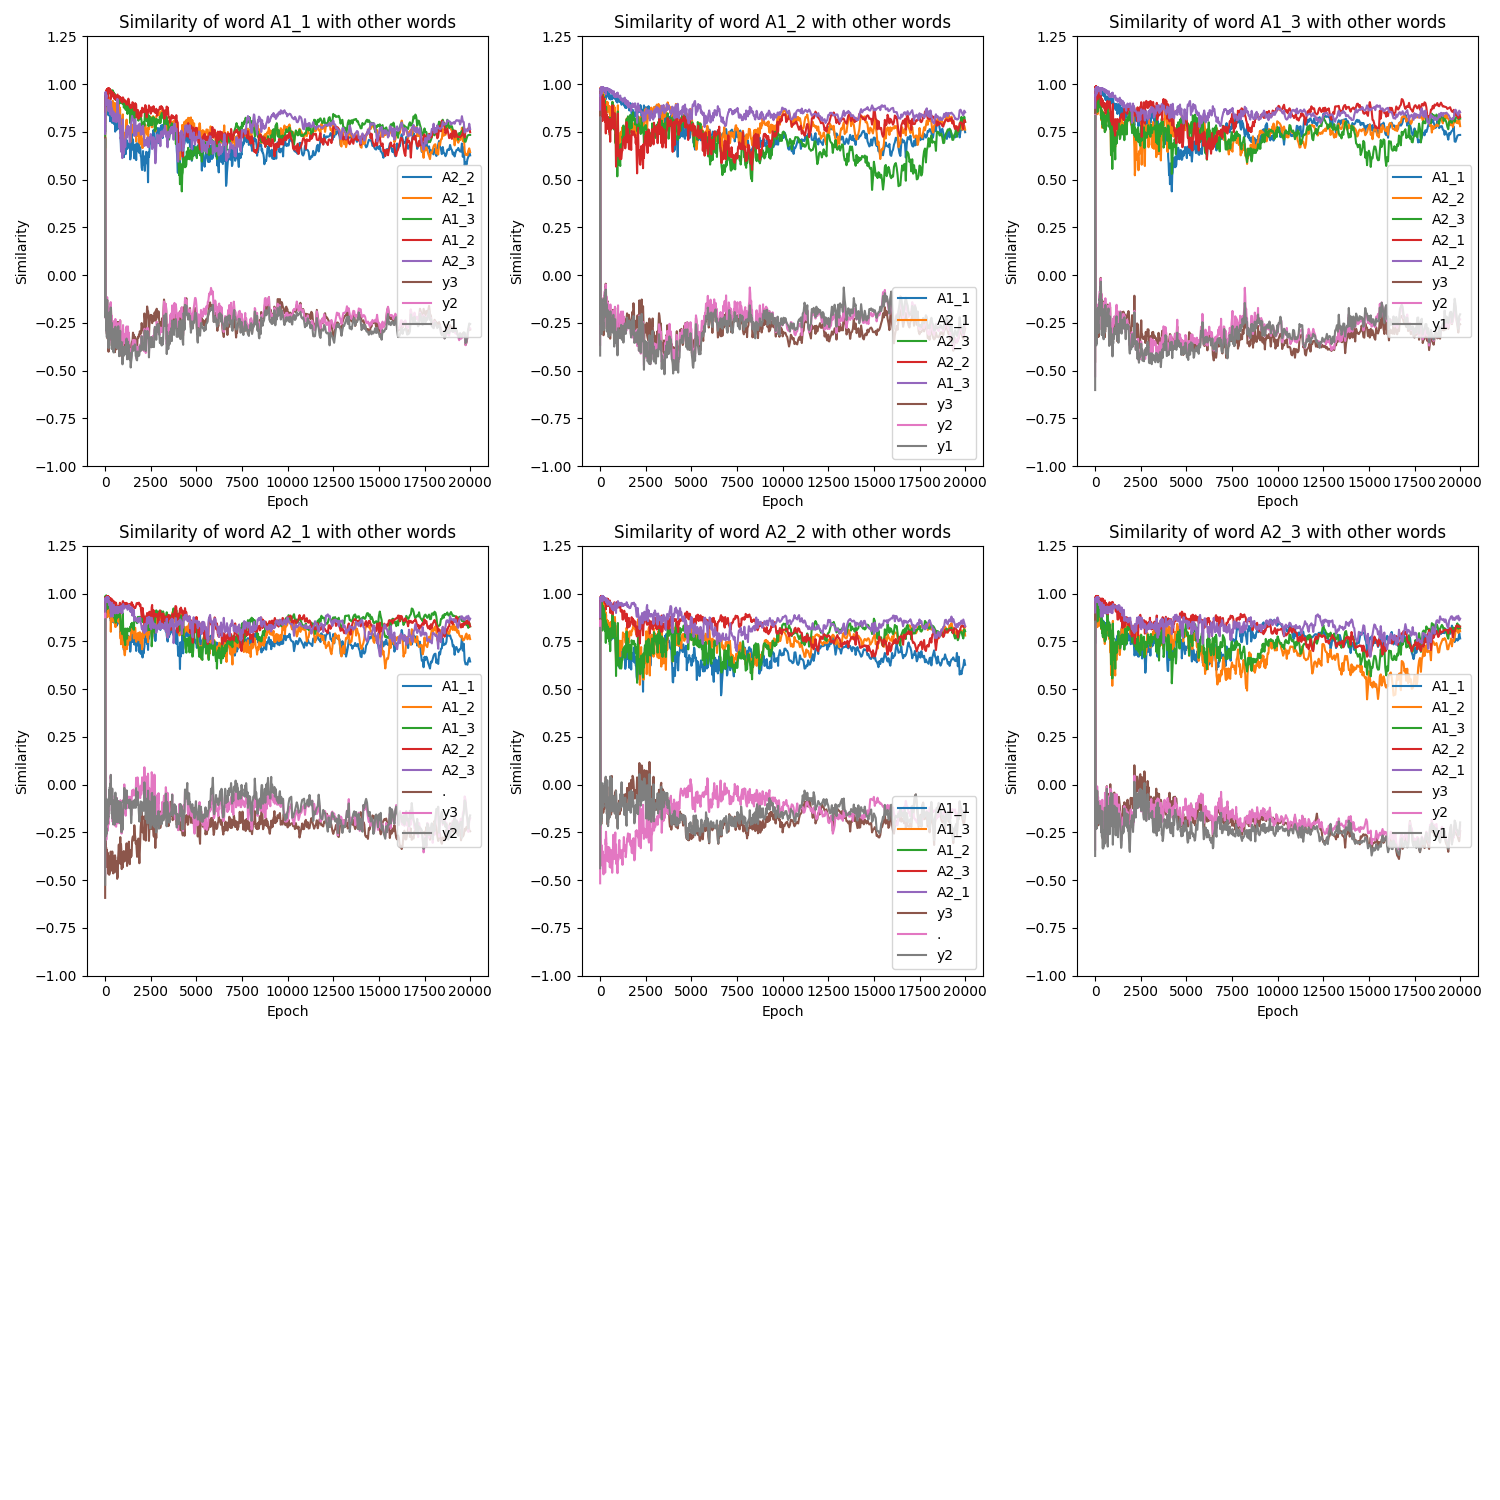 Similarity of word A1_1 with other words
1.25
1.00
0.75
0.50
0.25
0.00
−0.25
−0.50
−0.75
−1.00
Similarity
A2_2
A2_1
A1_3
A1_2
A2_3
y3
y2
y1
0 2500 5000 7500 10000 12500 15000 17500 20000
Epoch
Similarity of word A1_2 with other words
1.25
1.00
0.75
0.50
0.25
0.00
−0.25
−0.50
−0.75
−1.00
Similarity
A1_1
A2_1
A2_3
A2_2
A1_3
y3
y2
y1
0 2500 5000 7500 10000 12500 15000 17500 20000
Epoch
Similarity of word A1_3 with other words
1.25
1.00
0.75
0.50
0.25
0.00
−0.25
−0.50
−0.75
−1.00
Similarity
A1_1
A2_2
A2_3
A2_1
A1_2
y3
y2
y1
0 2500 5000 7500 10000 12500 15000 17500 20000
Epoch
Similarity of word A2_1 with other words
1.25
1.00
0.75
0.50
0.25
0.00
−0.25
−0.50
−0.75
−1.00
Similarity
A1_1
A1_2
A1_3
A2_2
A2_3
.
y3
y2
0 2500 5000 7500 10000 12500 15000 17500 20000
Epoch
Similarity of word A2_2 with other words
1.25
1.00
0.75
0.50
0.25
0.00
−0.25
−0.50
−0.75
−1.00
Similarity
A1_1
A1_3
A1_2
A2_3
A2_1
y3
.
y2
0 2500 5000 7500 10000 12500 15000 17500 20000
Epoch
Similarity of word A2_3 with other words
1.25
1.00
0.75
0.50
0.25
0.00
−0.25
−0.50
−0.75
−1.00
Similarity
A1_1
A1_2
A1_3
A2_2
A2_1
y3
y2
y1
0 2500 5000 7500 10000 12500 15000 17500 20000
Epoch